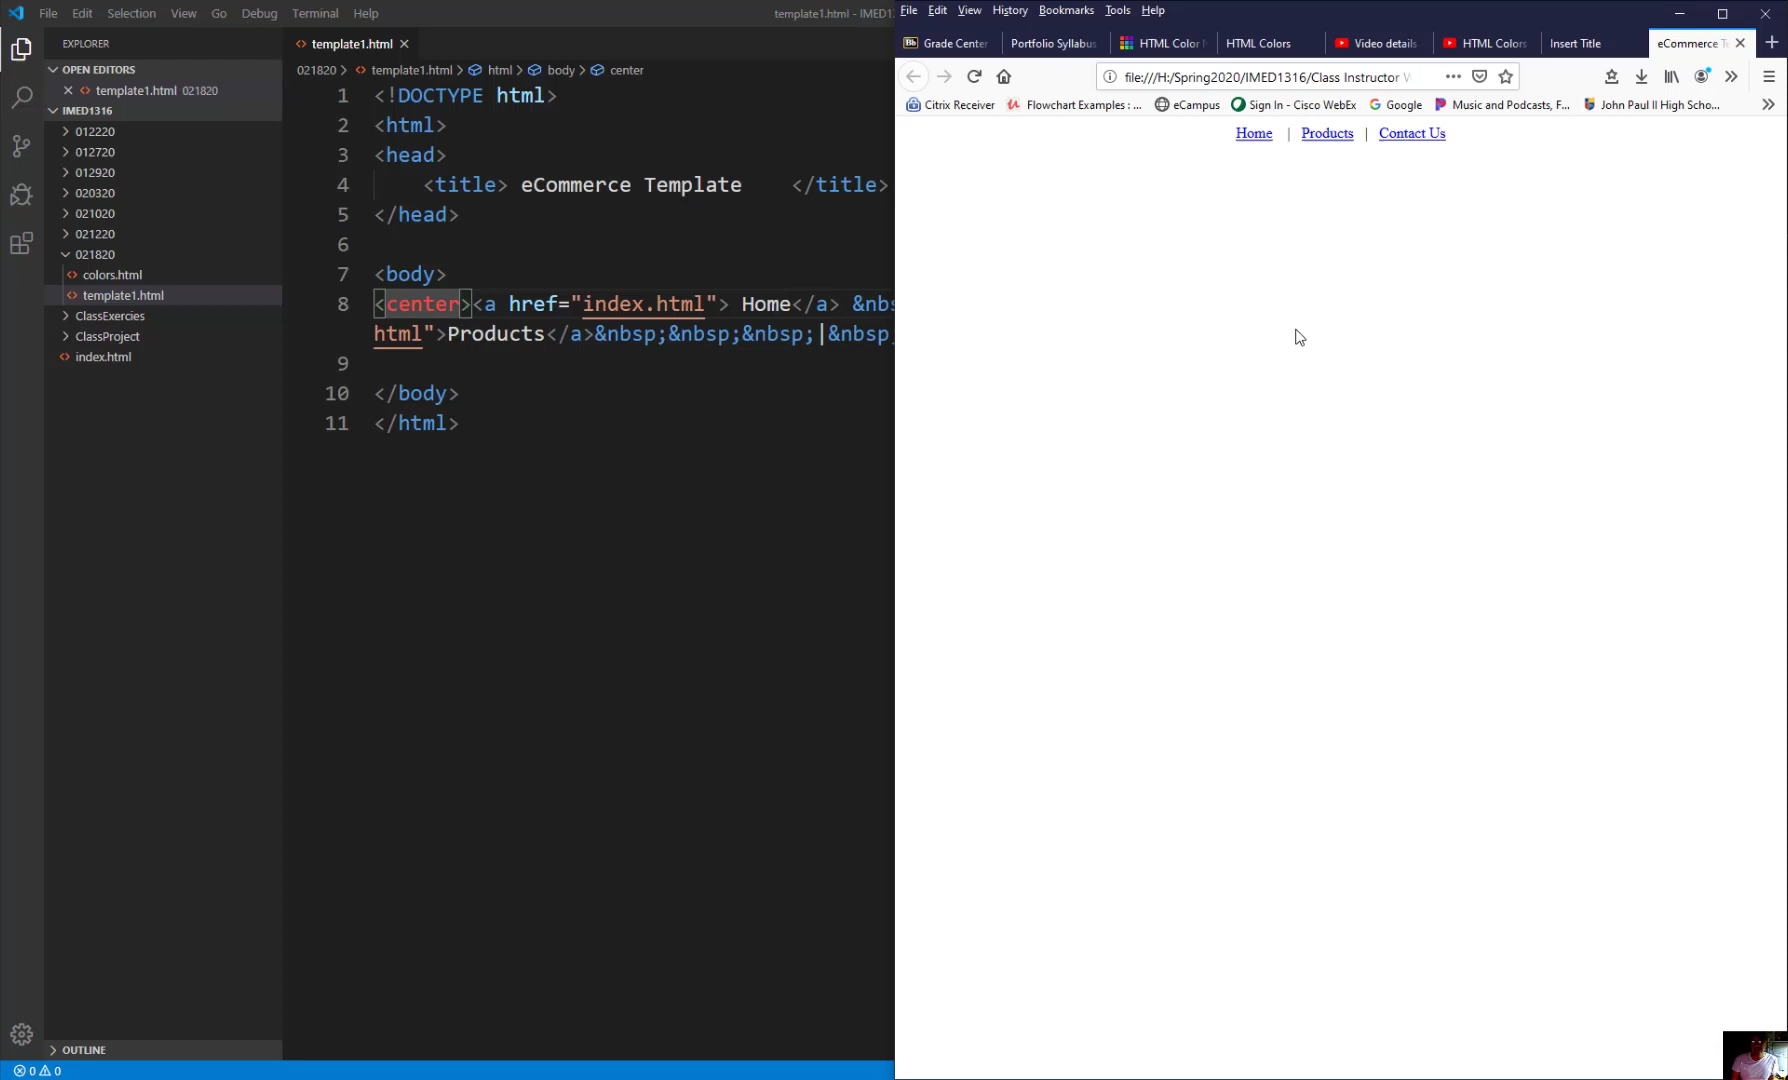 File Edit Selection View Go Debug Terminal Help
template1.html - IMED13
EXPLORER
OPEN EDITORS
template1.html 021820
IMED1316
012220
012720
012920
020320
021020
021220
021820
colors.html
template1.html
ClassExercies
ClassProject
index.html
OUTLINE
0 0
template1.html
021820 > template1.html > html > body > center
1 <!DOCTYPE html>
2 <html>
3 <head>
4 <title> eCommerce Template </title>
5 </head>
6
7 <body>
8 <center><a href="index.html"> Home</a> &nbs
html">Products</a>&nbsp;&nbsp;&nbsp;|&nbsp
9
10 </body>
11 </html>
File Edit View History Bookmarks Tools Help
Bb Grade Center Portfolio Syllabus HTML Color HTML Colors Video details HTML Colors Insert Title eCommerce Te
file:///H:/Spring2020/IMED1316/Class Instructor W
Citrix Receiver Flowchart Examples : ... eCampus Sign In - Cisco WebEx Google Music and Podcasts, F... John Paul II High Scho...
Home | Products | Contact Us